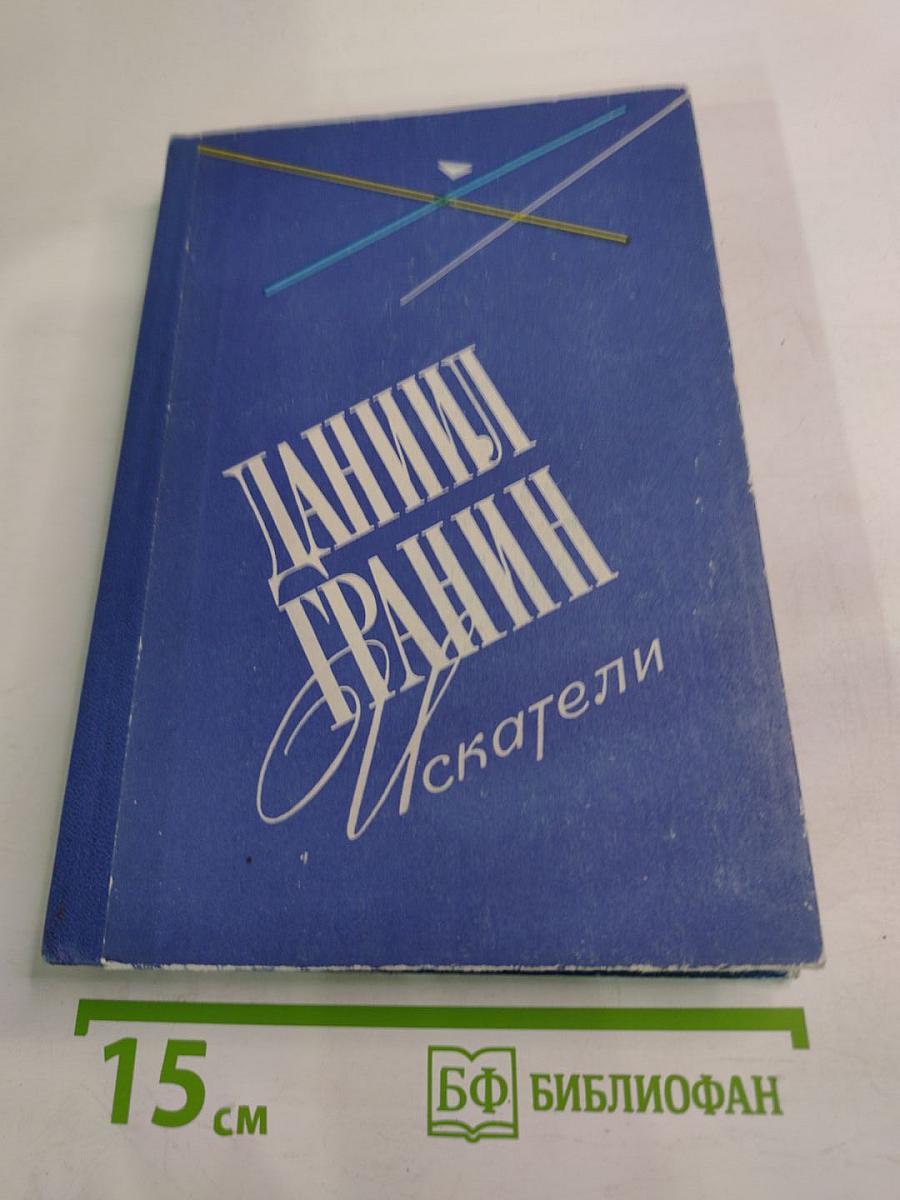 ДАНИИЛ
ГРАНИН
Искатели
15 см
БФ БИБЛИОФАН